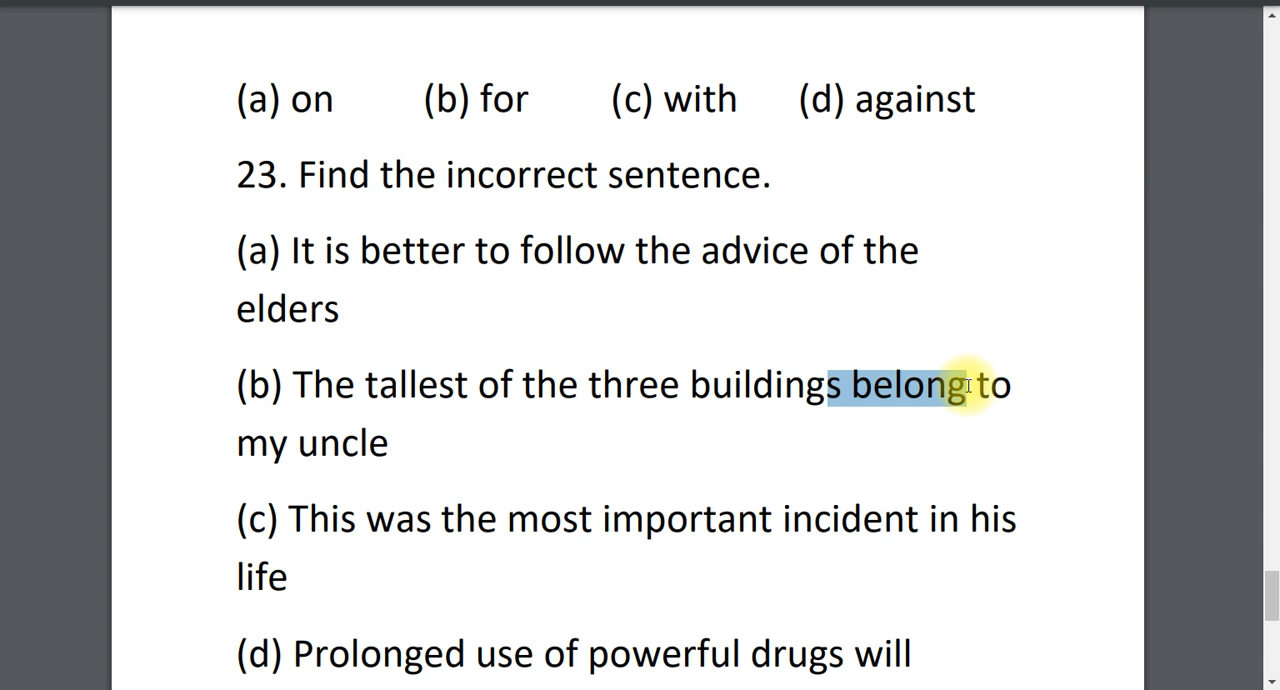 (a) on (b) for (c) with (d) against
23. Find the incorrect sentence.
(a) It is better to follow the advice of the
elders
(b) The tallest of the three buildings belong to
my uncle
(c) This was the most important incident in his
life
(d) Prolonged use of powerful drugs will